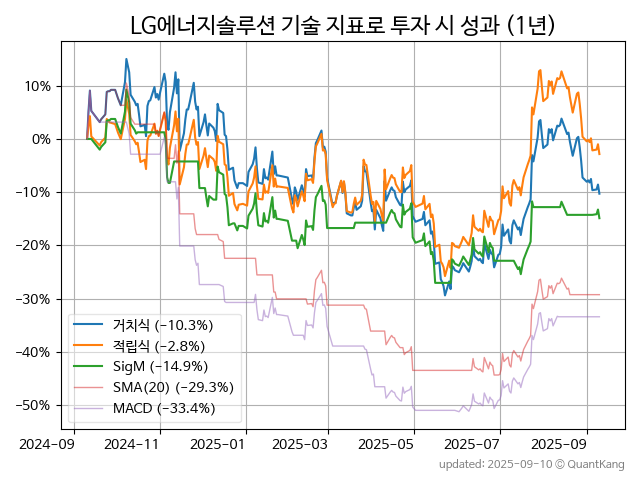 LG에너지솔루션 기술 지표로 투자 시 성과 (1년)
10%
0%
−10%
−20%
−30%
−40%
−50%
거치식 (−10.3%)
적립식 (−2.8%)
SigM (−14.9%)
SMA(20) (−29.3%)
MACD (−33.4%)
2024-09 2024-11 2025-01 2025-03 2025-05 2025-07 2025-09
updated: 2025-09-10 © QuantKang